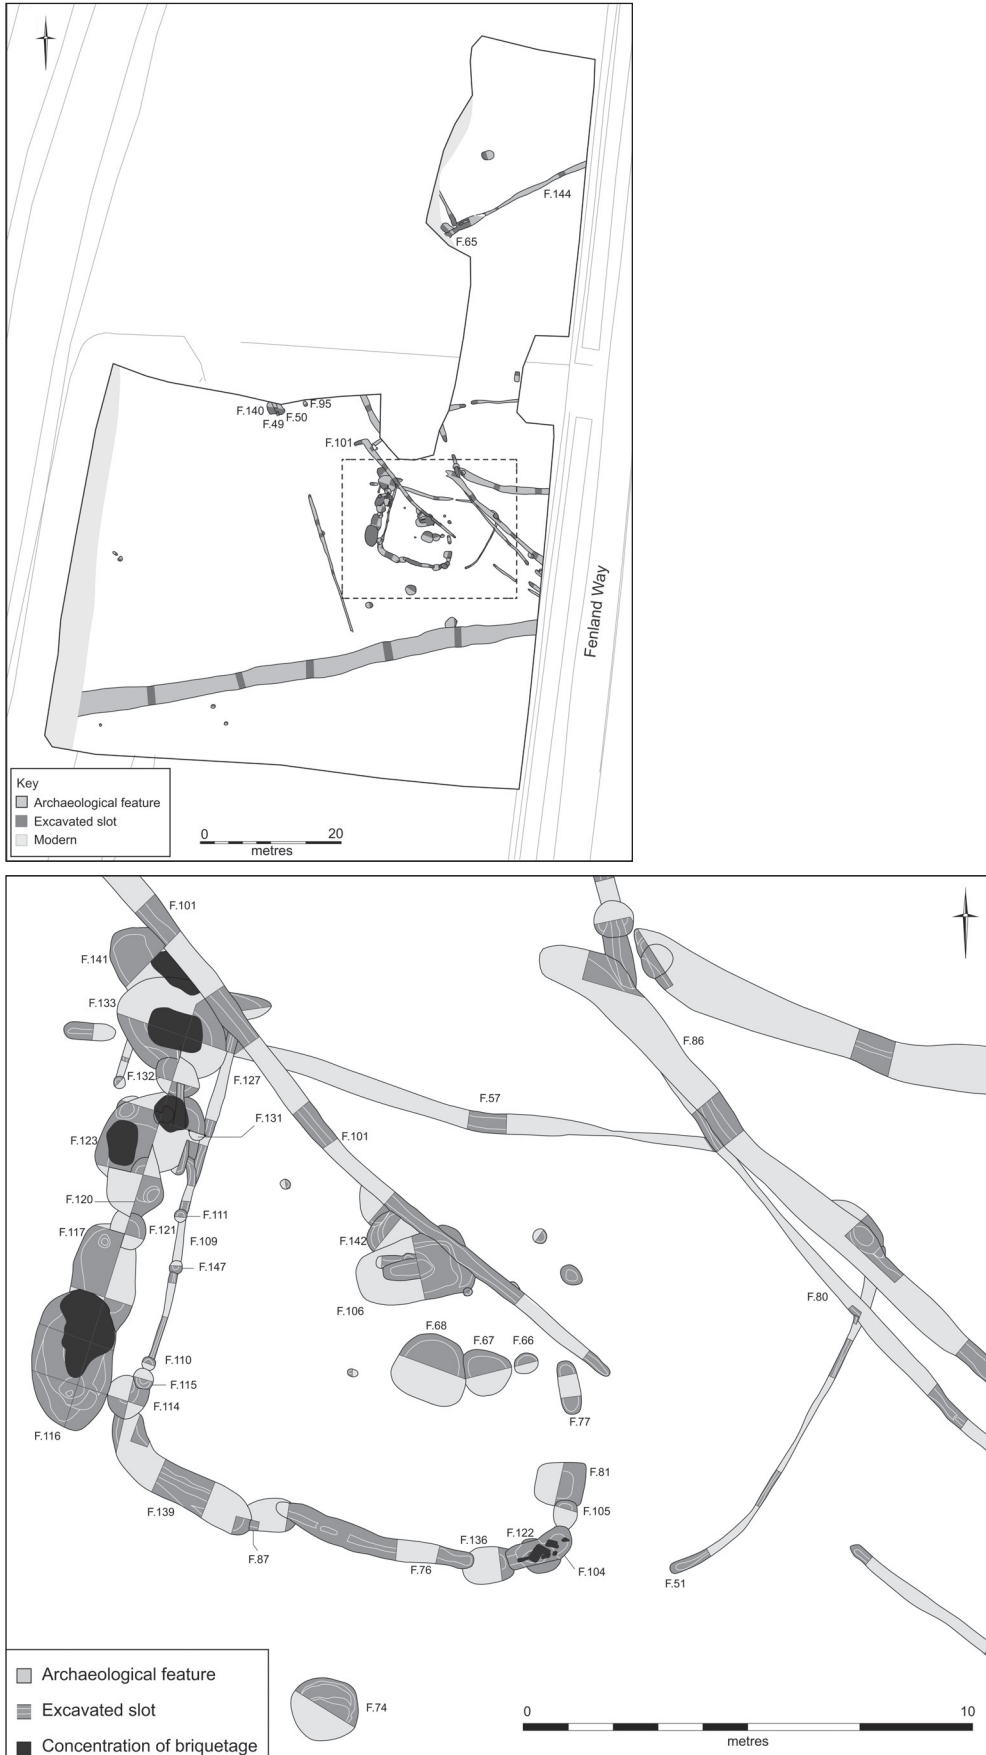 F.144
F.65
F.95
F.140
F.50
F.49
F.101
Fenland Way
Key
Archaeological feature
Excavated slot
Modern
0 20
metres
F.101
F.141
F.133
F.86
F.132
F.127
F.57
F.131
F.101
F.123
F.120
F.111
F.121
F.117
F.109
F.142
F.147
F.80
F.106
F.68
F.67
F.66
F.110
F.115
F.114
F.77
F.116
F.81
F.139
F.105
F.122
F.136
F.87
F.76
F.104
F.51
Archaeological feature
Excavated slot
Concentration of briquetage
F.74
0 10
metres